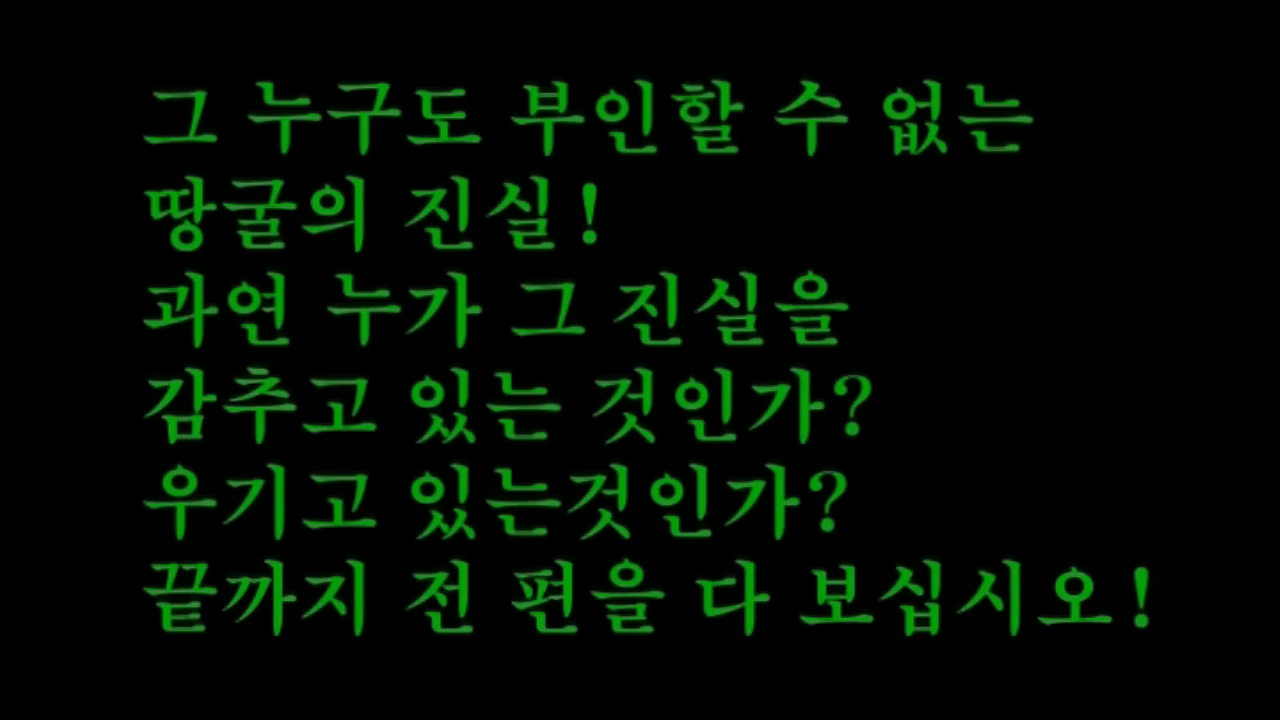 그 누구도 부인할 수 없는
땅굴의 진실!
과연 누가 그 진실을
감추고 있는 것인가?
우기고 있는것인가?
끝까지 전 편을 다 보십시오!